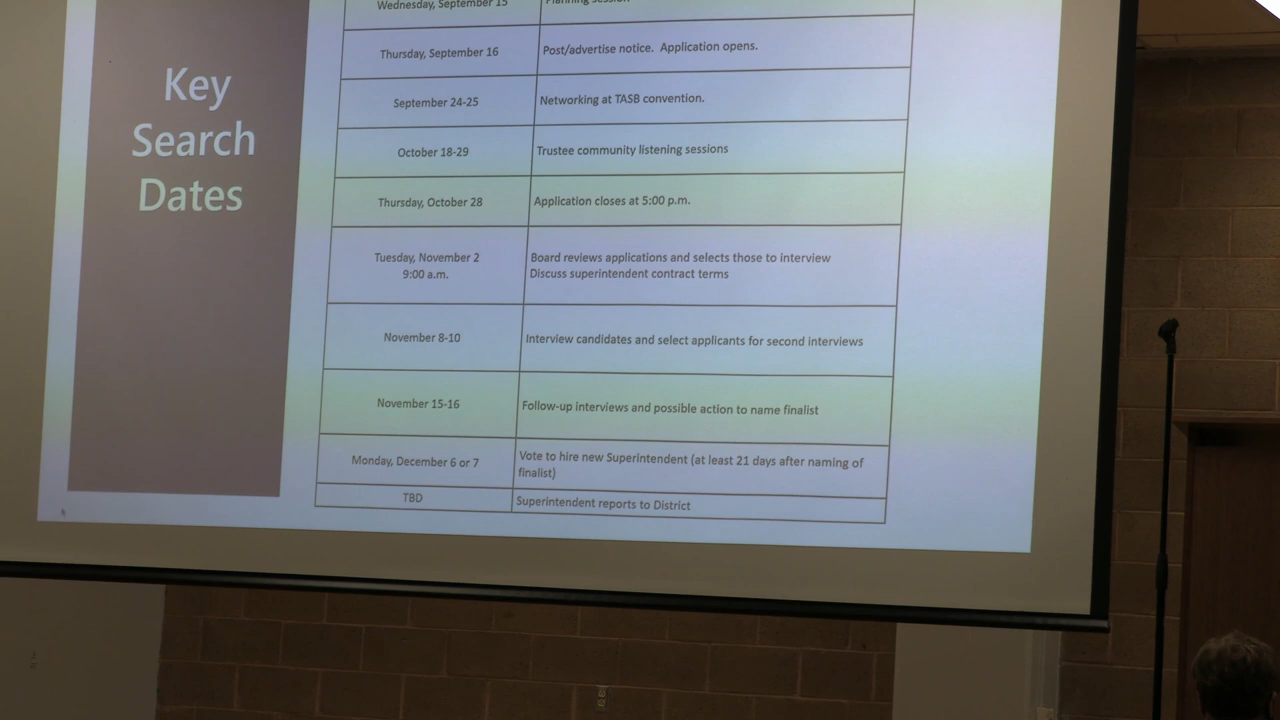 Key
Search
Dates
Wednesday, September 15
Planning session
Thursday, September 16
Post/advertise notice. Application opens.
September 24-25
Networking at TASB convention.
October 18-29
Trustee community listening sessions
Thursday, October 28
Application closes at 5:00 p.m.
Tuesday, November 2
9:00 a.m.
Board reviews applications and selects those to interview
Discuss superintendent contract terms
November 8-10
Interview candidates and select applicants for second interviews
November 15-16
Follow-up interviews and possible action to name finalist
Monday, December 6 or 7
Vote to hire new Superintendent (at least 21 days after naming of
finalist)
TBD
Superintendent reports to District